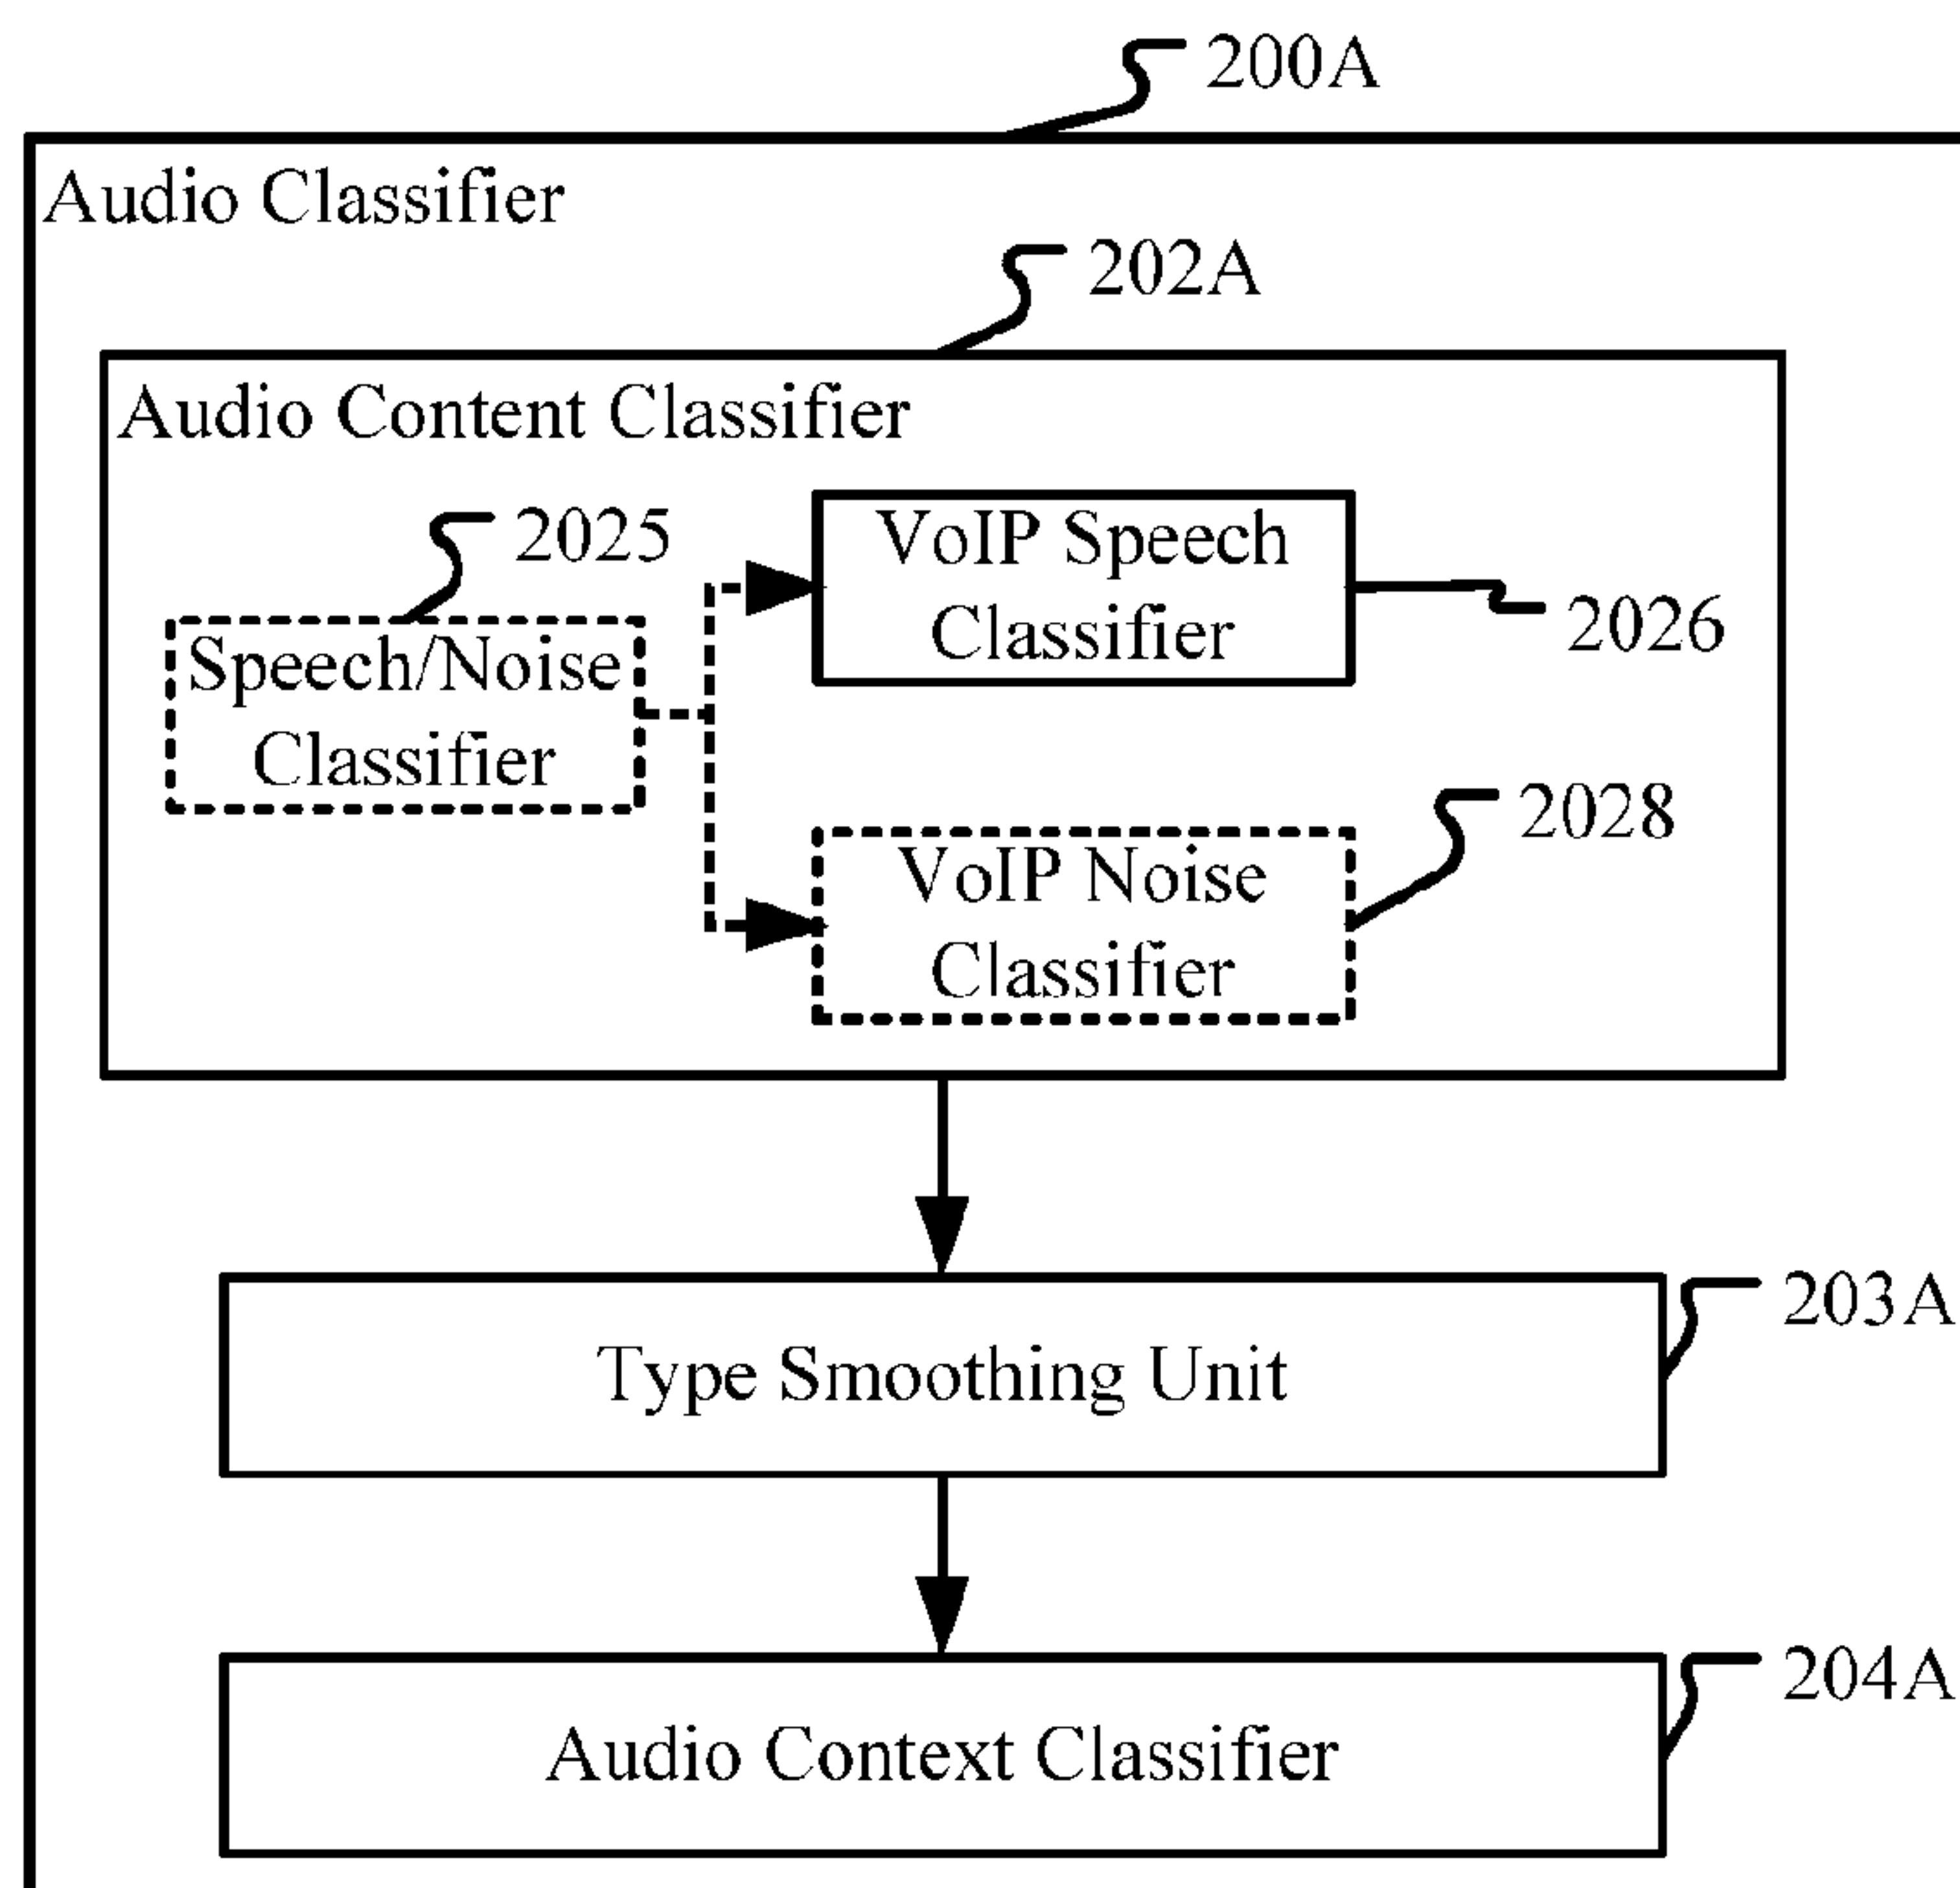 200A
Audio Classifier
202A
Audio Content Classifier
2025
VoIP Speech
Classifier
2026
Speech/Noise
Classifier
2028
VoIP Noise
Classifier
203A
Type Smoothing Unit
204A
Audio Context Classifier